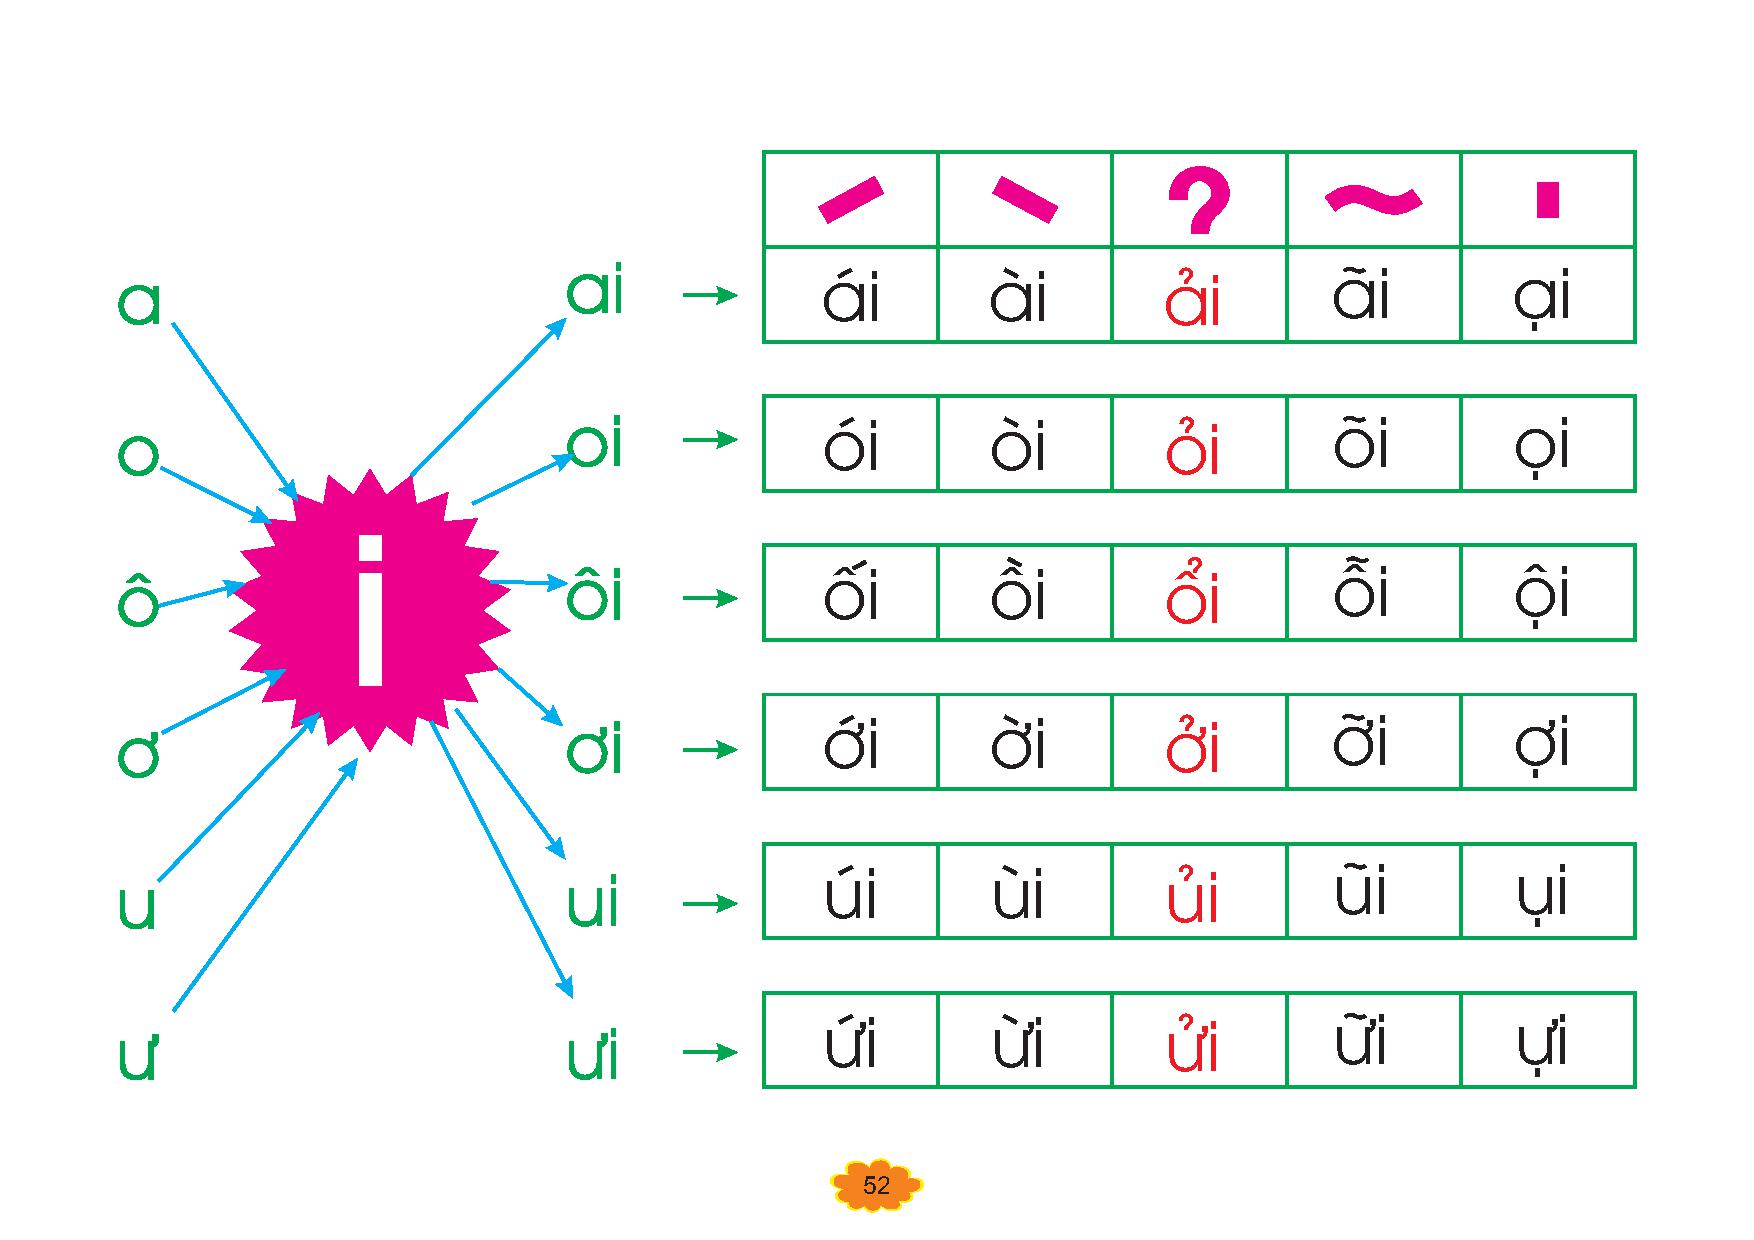 a ai → ái ài ải ãi ại
o oi → ói òi ỏi õi ọi
i
ô ôi → ối ồi ổi ỗi ội
ơ ơi → ới ời ởi ỡi ợi
u ui → úi ùi ủi ũi ụi
ư ưi → ứi ừi ửi ữi ựi
52